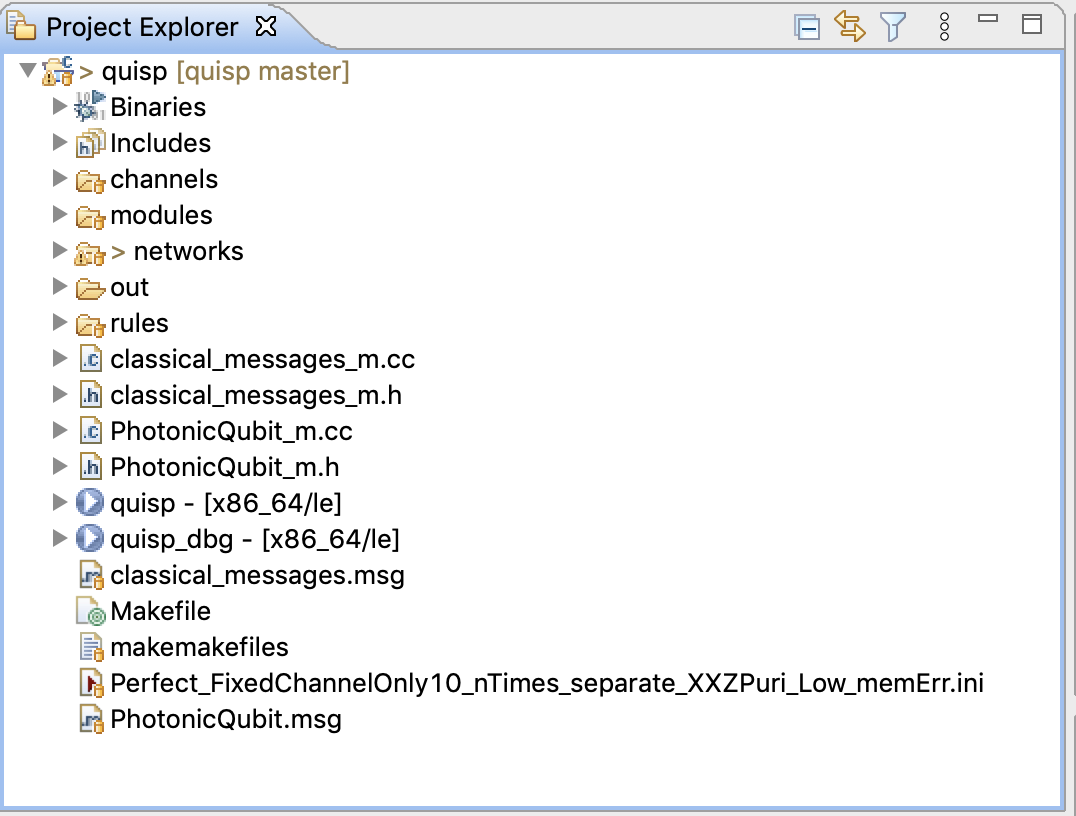 Project Explorer
> quisp [quisp master]
Binaries
Includes
channels
modules
> networks
out
rules
classical_messages_m.cc
classical_messages_m.h
PhotonicQubit_m.cc
PhotonicQubit_m.h
quisp - [x86_64/le]
quisp_dbg - [x86_64/le]
classical_messages.msg
Makefile
makemakefiles
Perfect_FixedChannelOnly10_nTimes_separate_XXZPuri_Low_memErr.ini
PhotonicQubit.msg